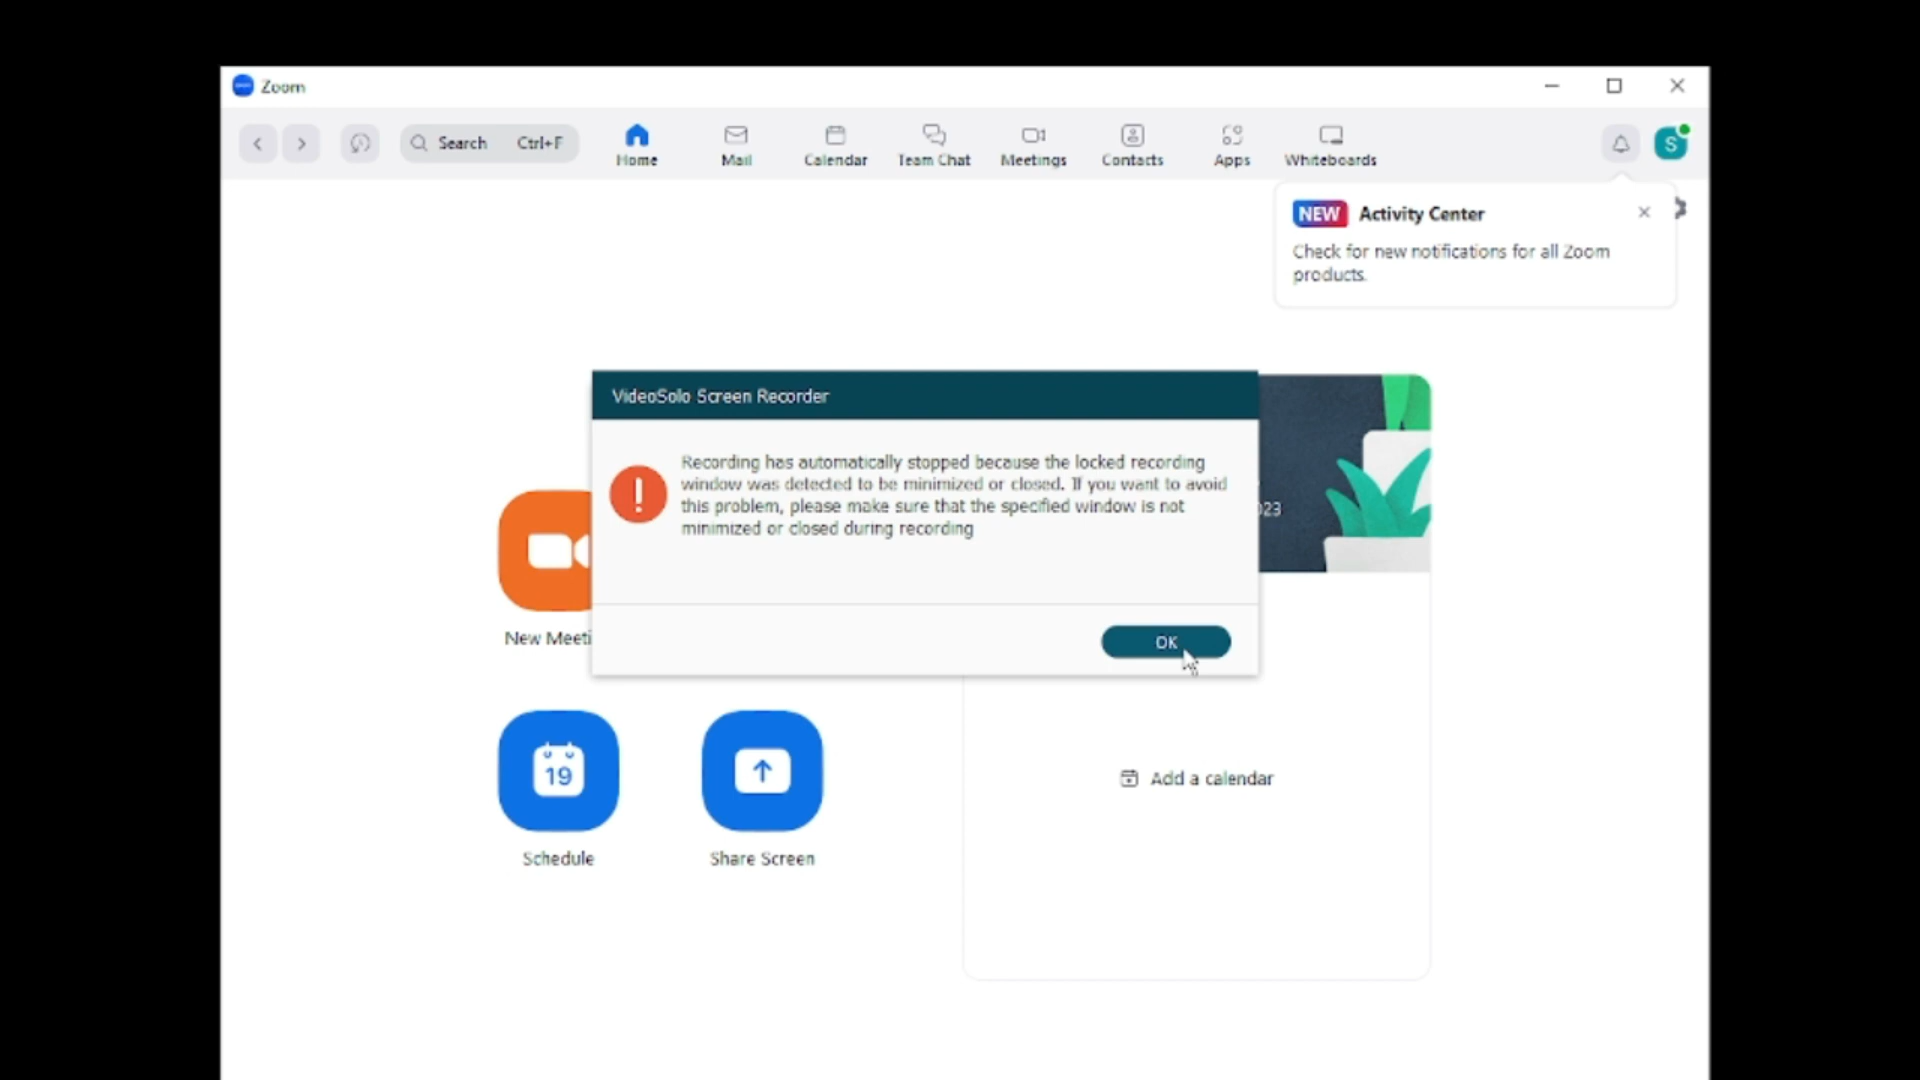 Zoom
Search Ctrl+F
Home
Mail
Calendar
Team Chat
Meetings
Contacts
Apps
Whiteboards
S
NEW Activity Center
Check for new notifications for all Zoom
products.
VideoSolo Screen Recorder
Recording has automatically stopped because the locked recording
window was detected to be minimized or closed. If you want to avoid
this problem, please make sure that the specified window is not
minimized or closed during recording
OK
023
New Meeti
19
Schedule
Share Screen
Add a calendar